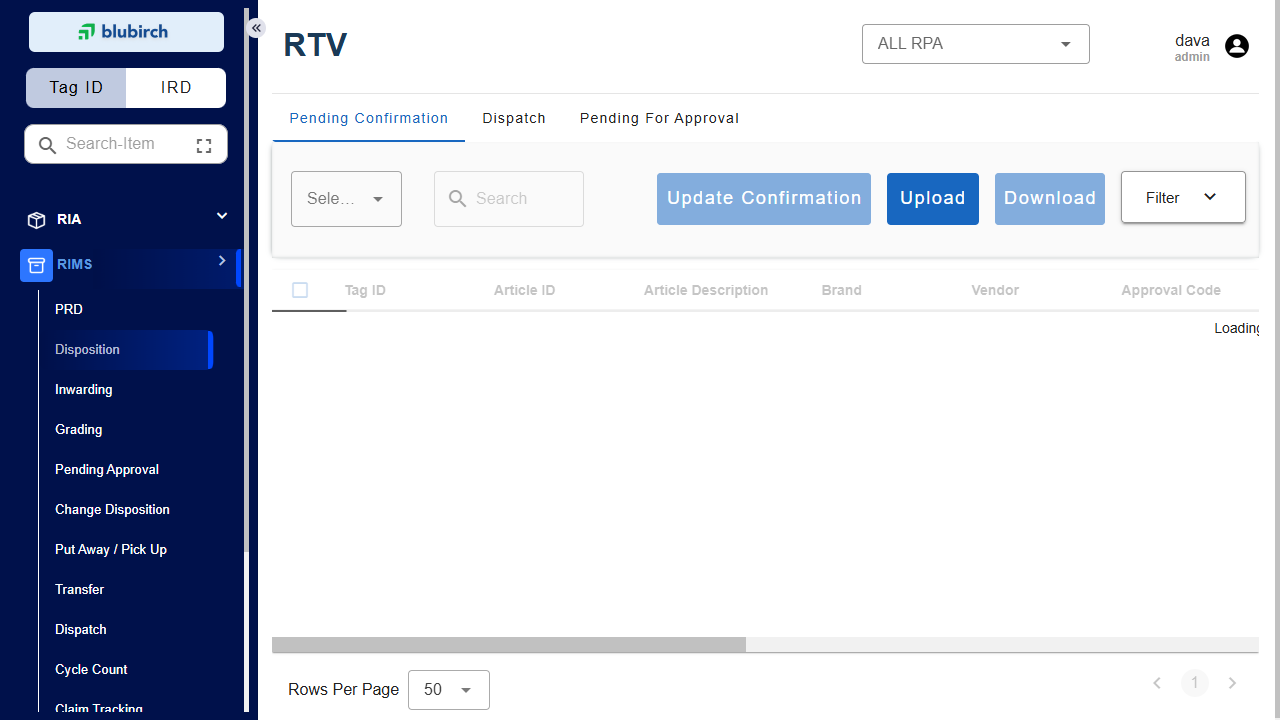 blubirch
Tag ID
IRD
Search-Item
RIA
RIMS
PRD
Disposition
Inwarding
Grading
Pending Approval
Change Disposition
Put Away / Pick Up
Transfer
Dispatch
Cycle Count
Claim Tracking
RTV
ALL RPA
dava
admin
Pending Confirmation
Dispatch
Pending For Approval
Sele...
Search
Update Confirmation
Upload
Download
Filter
Tag ID
Article ID
Article Description
Brand
Vendor
Approval Code
Loading
Rows Per Page
50
1